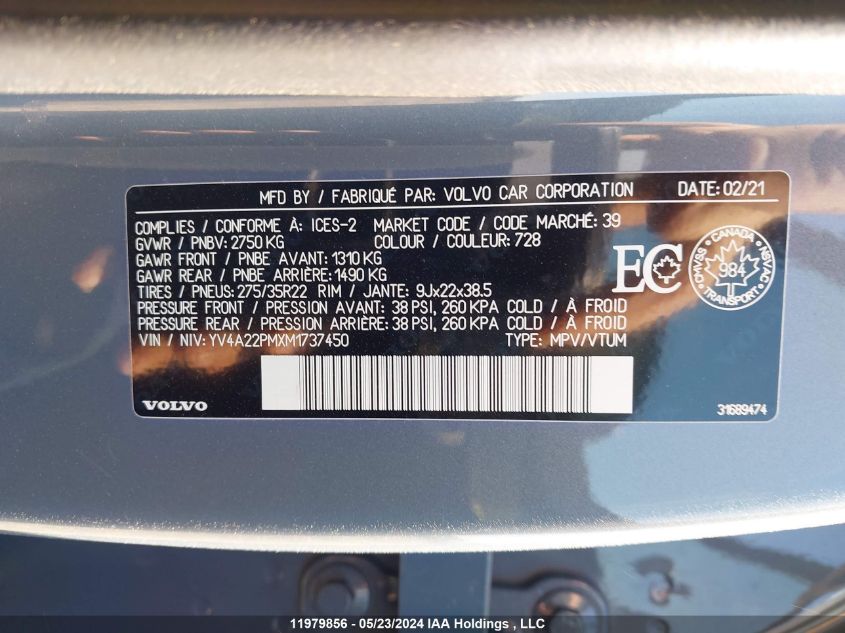 MFD BY / FABRIQUÉ PAR: VOLVO CAR CORPORATION DATE: 02/21
COMPLIES / CONFORME À: ICES-2 MARKET CODE / CODE MARCHÉ: 39
GVWR / PNBV: 2750 KG COLOUR / COULEUR: 728
GAWR FRONT / PNBE AVANT: 1310 KG
GAWR REAR / PNBE ARRIÈRE: 1490 KG
TIRES / PNEUS: 275/35R22 RIM / JANTE: 9Jx22x38.5
PRESSURE FRONT / PRESSION AVANT: 38 PSI, 260 KPA COLD / À FROID
PRESSURE REAR / PRESSION ARRIÈRE: 38 PSI, 260 KPA COLD / À FROID
VIN / NIV: YV4A22PMXM1737450 TYPE: MPV/VTUM
EC
CANADA
CMVSS 984 NSVAC
TRANSPORT
VOLVO 31689474
11979856 - 05/23/2024 IAA Holdings , LLC